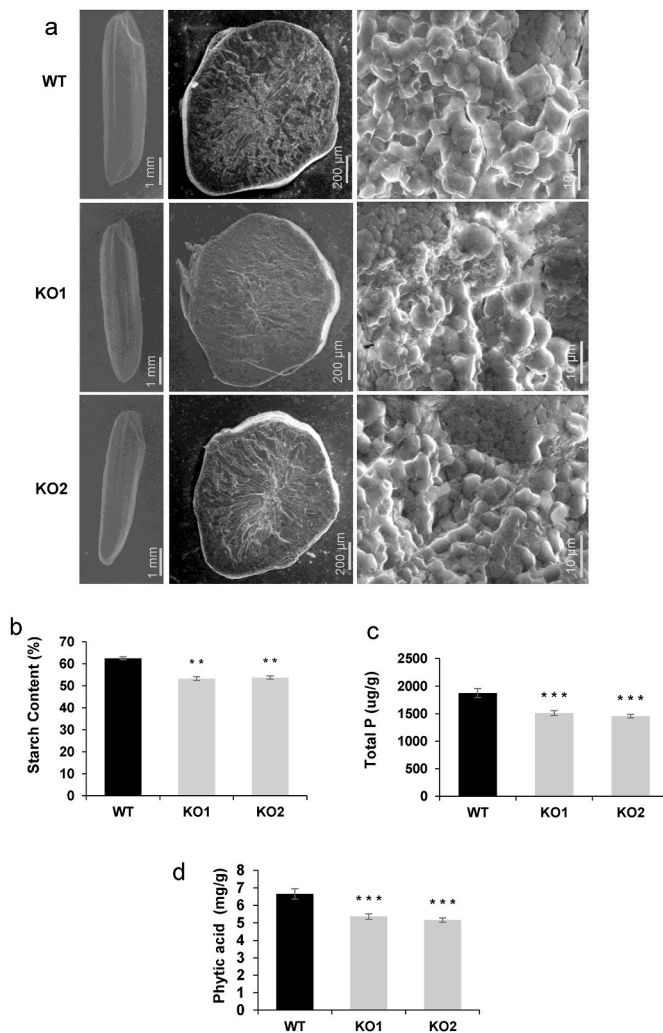 a
WT
1 mm
200 µm
10 µm
KO1
1 mm
200 µm
10 µm
KO2
1 mm
200 µm
10 µm
b
Starch Content (%)
70
60
50
40
30
20
10
0
* *
* *
WT
KO1
KO2
c
Total P (ug/g)
2500
2000
1500
1000
500
0
* * *
* * *
WT
KO1
KO2
d
Phytic acid (mg/g)
8
7
6
5
4
3
2
1
0
* * *
* * *
WT
KO1
KO2